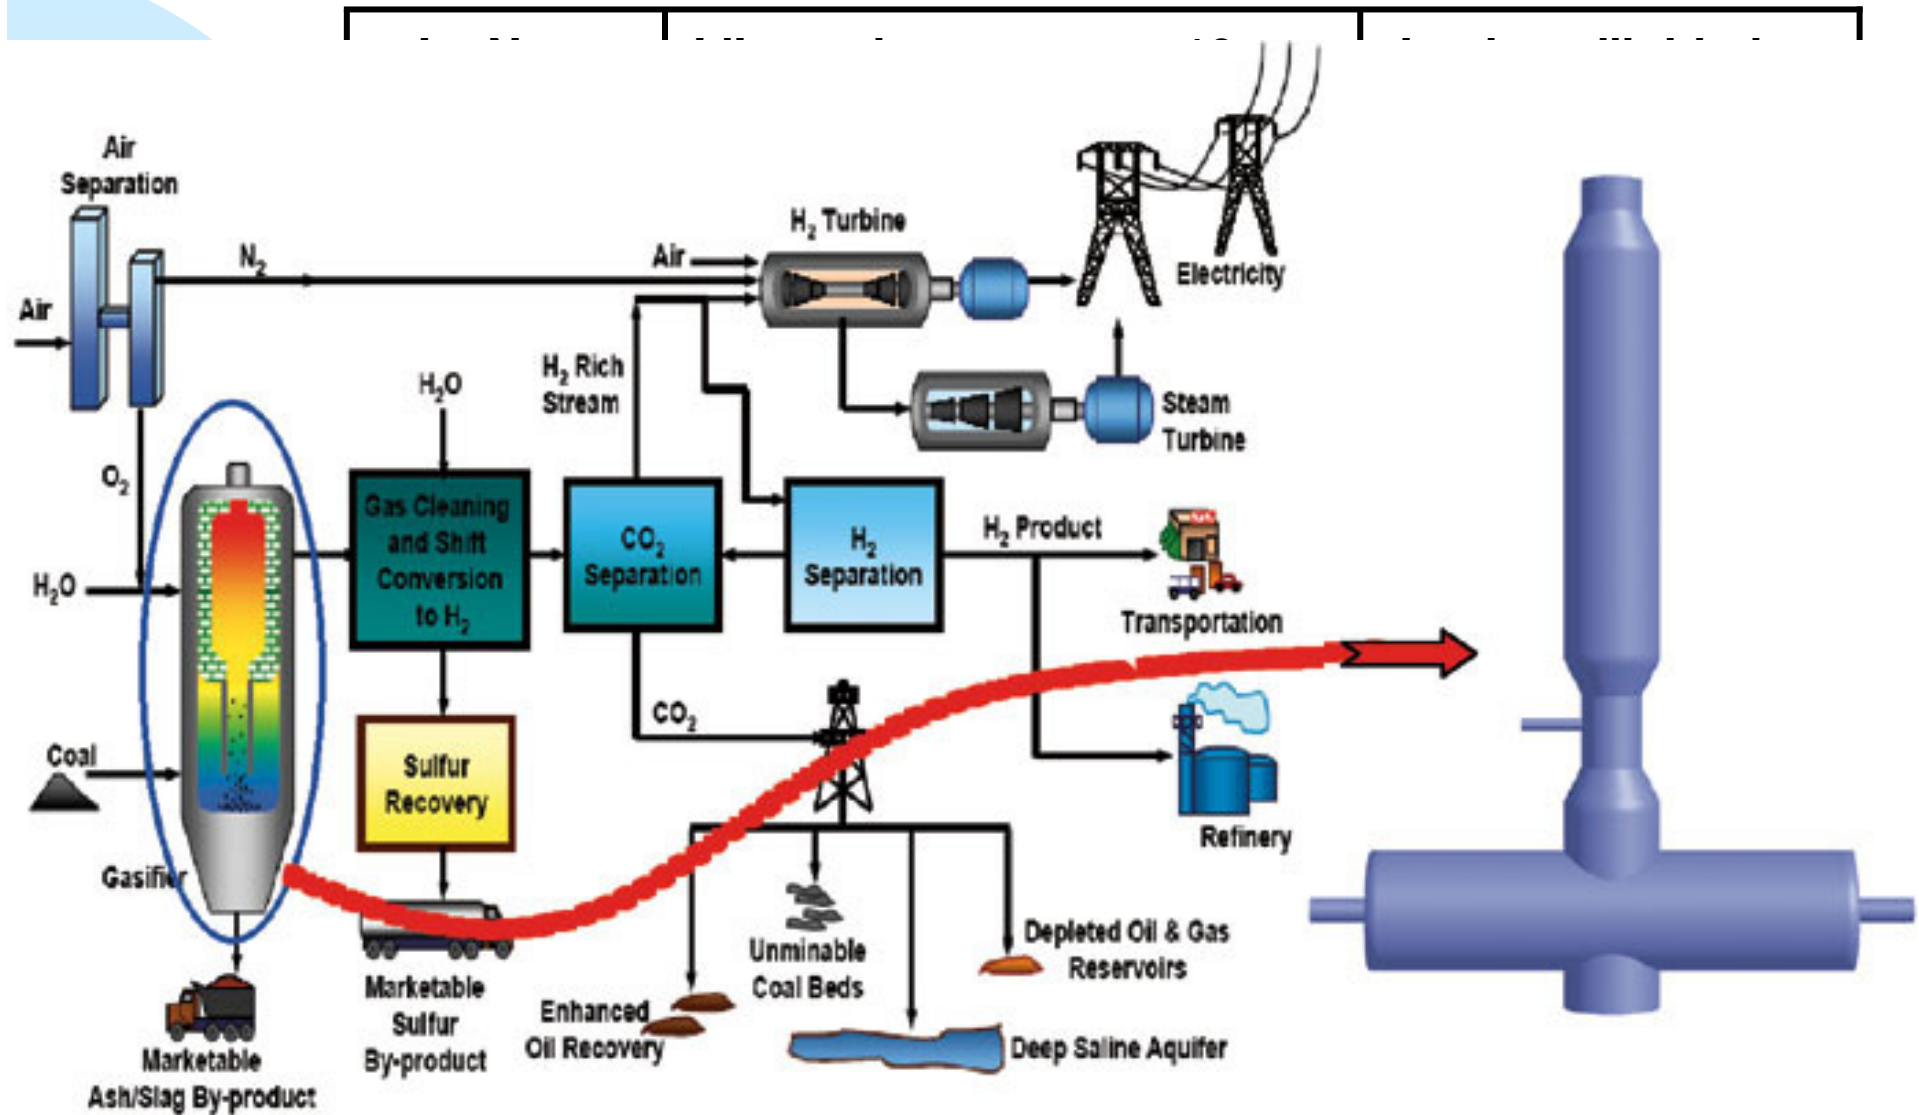 Air
Separation
N₂
Air
H₂ Turbine
Air
Electricity
H₂O
H₂ Rich
Stream
Steam
Turbine
O₂
Gas Cleaning
and Shift
Conversion
to H₂
CO₂
Separation
H₂
Separation
H₂ Product
H₂O
Transportation
CO₂
Coal
Sulfur
Recovery
Refinery
Gasifier
Unminable
Coal Beds
Depleted Oil & Gas
Reservoirs
Marketable
Sulfur
By-product
Enhanced
Oil Recovery
Deep Saline Aquifer
Marketable
Ash/Slag By-product